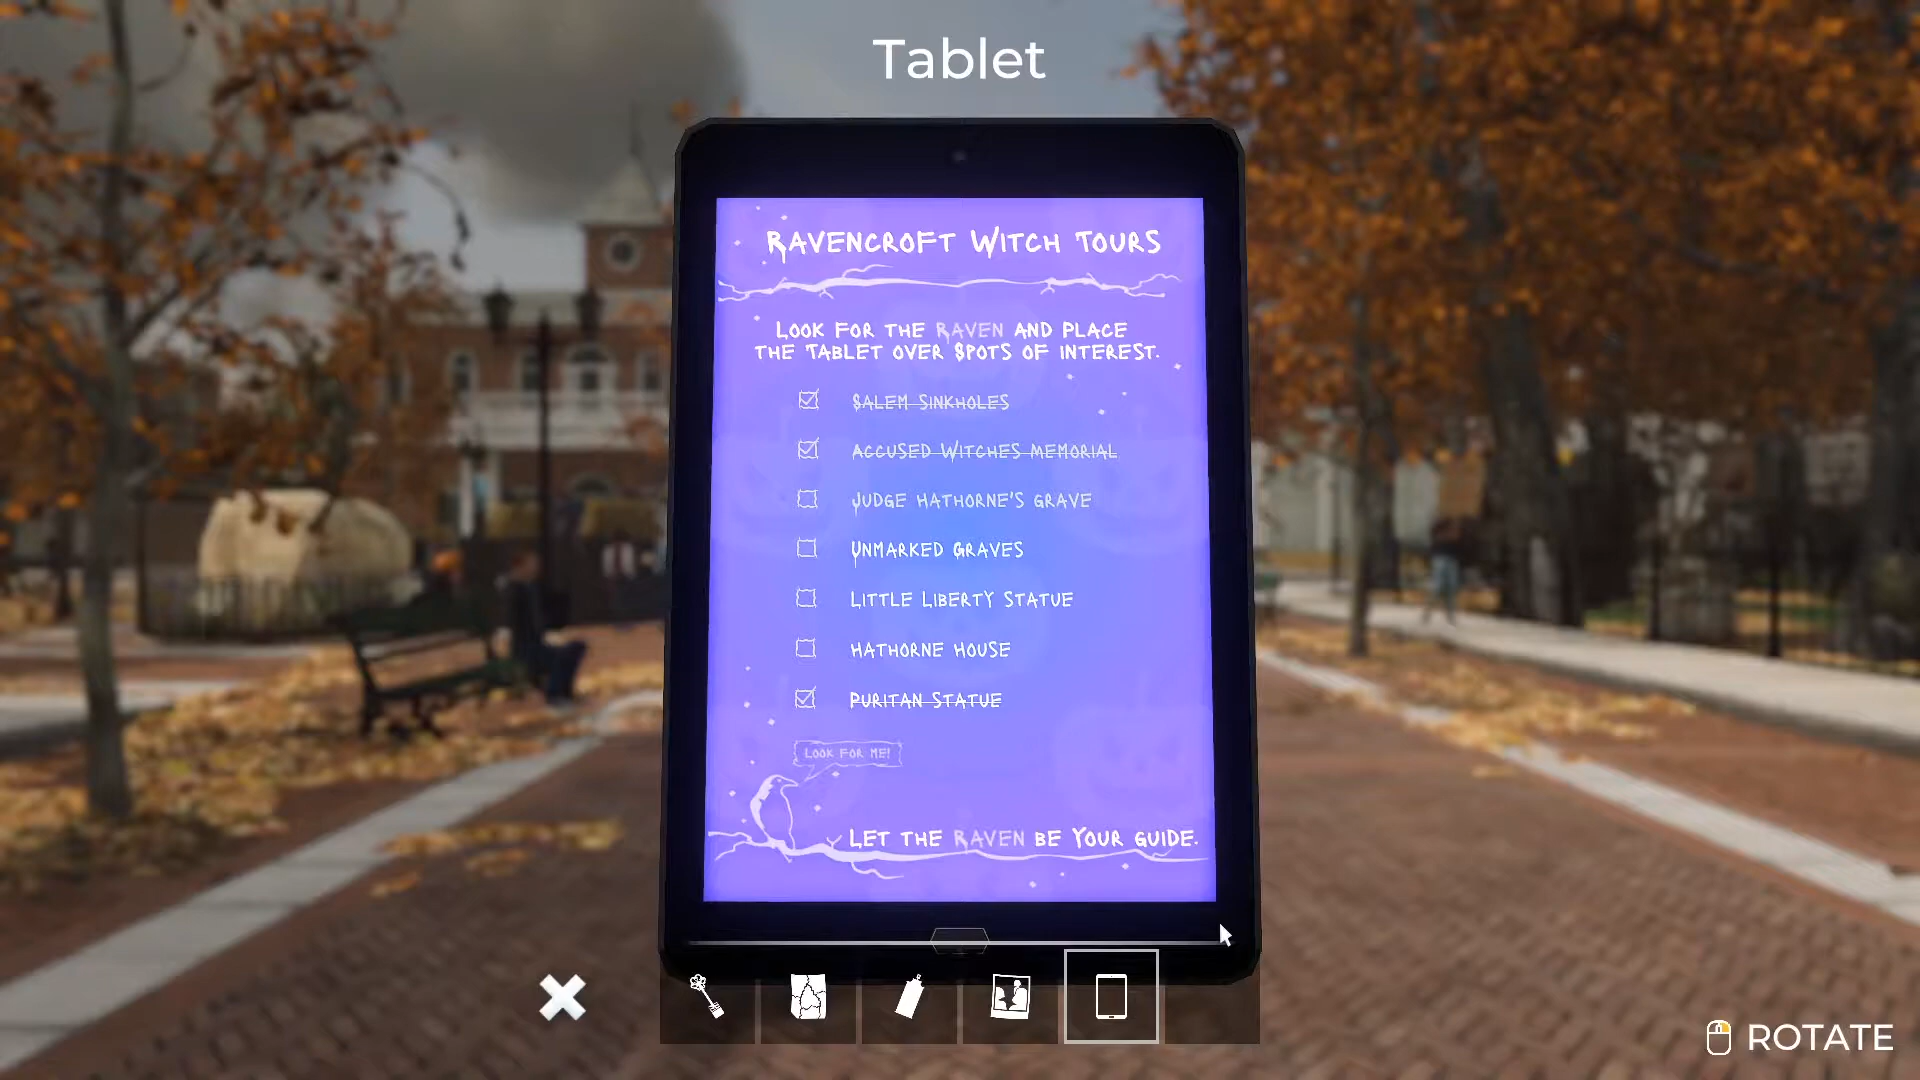 Tablet
RAVENCROFT WITCH TOURS
LOOK FOR THE RAVEN AND PLACE
THE TABLET OVER SPOTS OF INTEREST.
SALEM SINKHOLES
ACCUSED WITCHES MEMORIAL
JUDGE HATHORNE'S GRAVE
UNMARKED GRAVES
LITTLE LIBERTY STATUE
HATHORNE HOUSE
PURITAN STATUE
LOOK FOR ME!
LET THE RAVEN BE YOUR GUIDE.
ROTATE